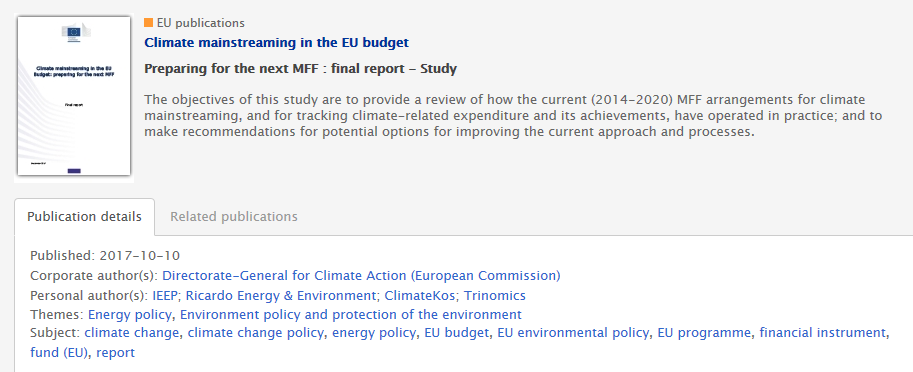 EU publications
Climate mainstreaming in the EU budget
Preparing for the next MFF : final report – Study
The objectives of this study are to provide a review of how the current (2014-2020) MFF arrangements for climate
mainstreaming, and for tracking climate-related expenditure and its achievements, have operated in practice; and to
make recommendations for potential options for improving the current approach and processes.
Climate mainstreaming in the EU
Budget: preparing for the next MFF
Final report
Publication details
Related publications
Published: 2017-10-10
Corporate author(s): Directorate-General for Climate Action (European Commission)
Personal author(s): IEEP; Ricardo Energy & Environment; ClimateKos; Trinomics
Themes: Energy policy, Environment policy and protection of the environment
Subject: climate change, climate change policy, energy policy, EU budget, EU environmental policy, EU programme, financial instrument,
fund (EU), report